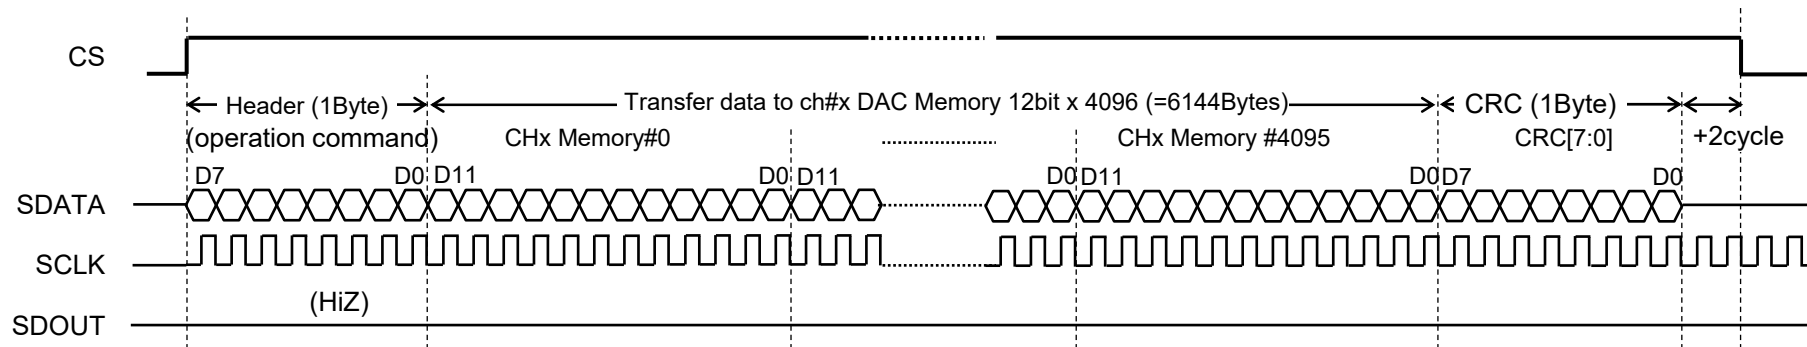 CS
Header (1Byte) Transfer data to ch#x DAC Memory 12bit x 4096 (=6144Bytes) CRC (1Byte)
(operation command) CHx Memory#0 CHx Memory #4095 CRC[7:0] +2cycle
D7 D0 D11 D0 D11 D0 D11 D0 D7 D0
SDATA
SCLK
(HiZ)
SDOUT